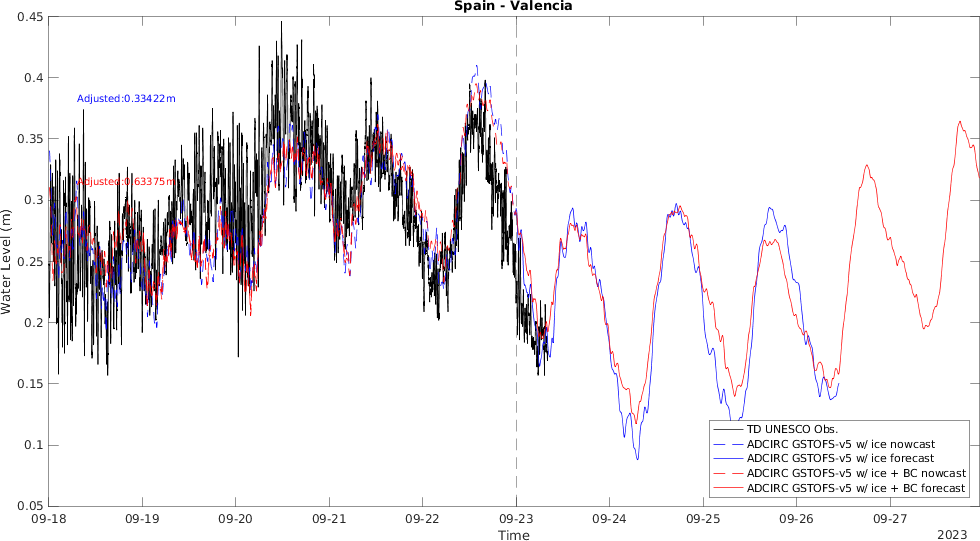 Spain - Valencia
0.45
0.4
0.35
0.3
0.25
0.2
0.15
0.1
0.05
Water Level (m)
Adjusted:0.33422m
Adjusted:0.63375m
TD UNESCO Obs.
ADCIRC GSTOFS-v5 w/ ice nowcast
ADCIRC GSTOFS-v5 w/ ice forecast
ADCIRC GSTOFS-v5 w/ ice + BC nowcast
ADCIRC GSTOFS-v5 w/ ice + BC forecast
09-18 09-19 09-20 09-21 09-22 09-23 09-24 09-25 09-26 09-27
Time
2023